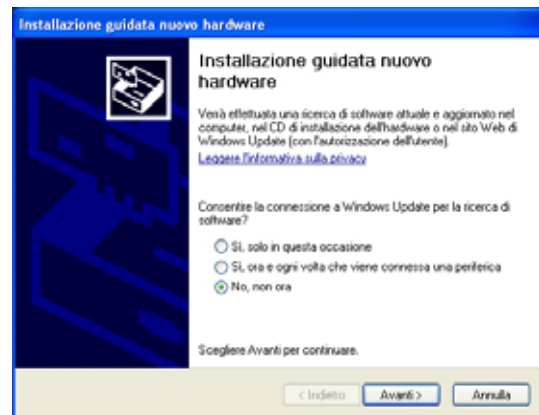 Installazione guidata nuovo hardware
Installazione guidata nuovo
hardware
Verrà effettuata una ricerca di software attuale e aggiornato nel
computer, nel CD di installazione dell'hardware o nel sito Web di
Windows Update (con l'autorizzazione dell'utente).
Leggere l'informativa sulla privacy
Consentire la connessione a Windows Update per la ricerca di
software?
Sì, solo in questa occasione
Sì, ora e ogni volta che viene connessa una periferica
No, non ora
Scegliere Avanti per continuare.
< Indietro Avanti > Annulla